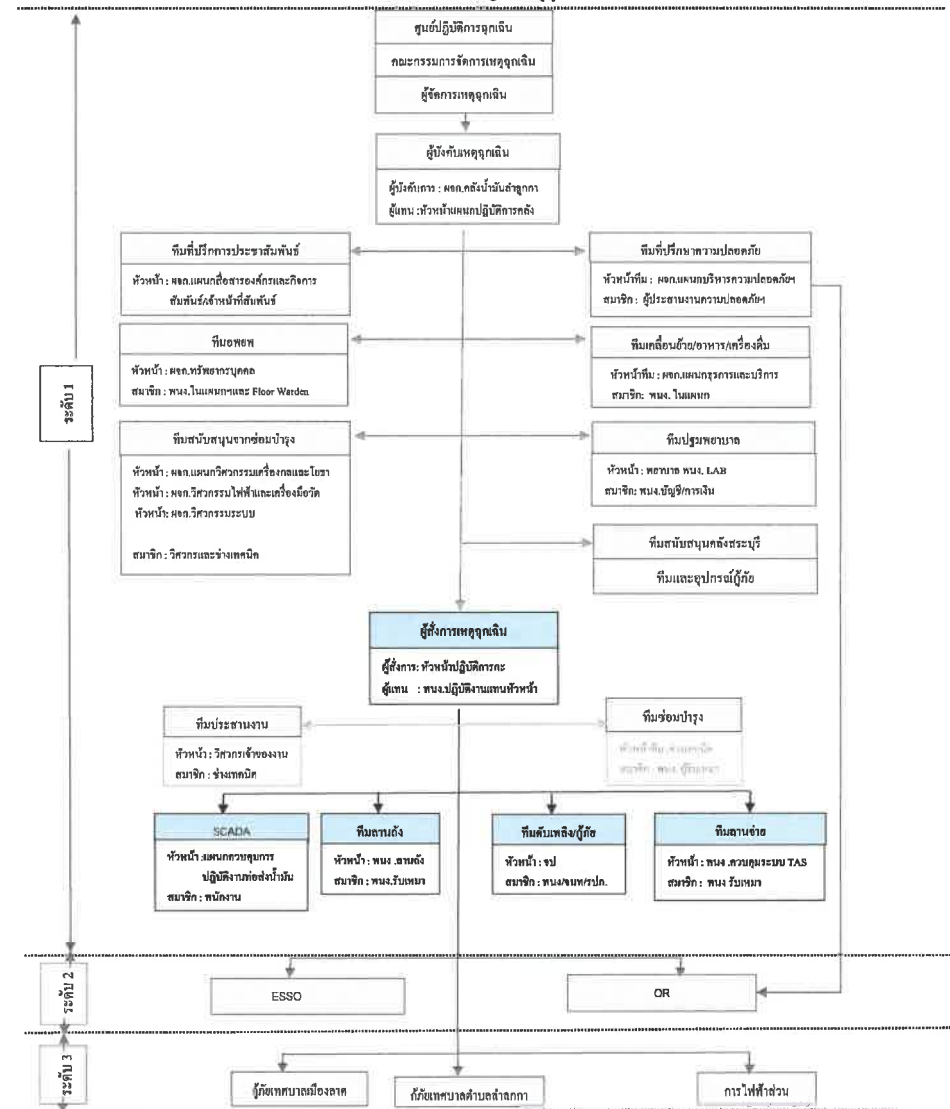 ศูนย์ปฏิบัติการฉุกเฉิน
คณะกรรมการจัดการเหตุฉุกเฉิน
ผู้จัดการเหตุฉุกเฉิน
ผู้บังคับเหตุฉุกเฉิน
ผู้บังคับการ : ผจก.คลังน้ำมันลำลูกกา
ผู้แทน :หัวหน้าแผนกปฏิบัติการคลัง
ทีมที่ปรึกการประชาสัมพันธ์
หัวหน้า : ผจก.แผนกสื่อสารองค์กรและกิจการ
สัมพันธ์/เจ้าหน้าที่สัมพันธ์
ทีมที่ปรึกษาความปลอดภัย
หัวหน้าทีม : ผจก.แผนกบริหารความปลอดภัยฯ
สมาชิก : ผู้ประสานงานความปลอดภัยฯ
ทีมอพยพ
หัวหน้า : ผจก.ทรัพยากรบุคคล
สมาชิก : พนง.ในแผนกฯและ Floor Warden
ทีมเคลื่อนย้าย/อาหาร/เครื่องดื่ม
หัวหน้าทีม : ผจก.แผนกธุรการและบริการ
สมาชิก: พนง. ในแผนก
ระดับ 1
ทีมสนับสนุนจากซ่อมบำรุง
หัวหน้า : ผจก.แผนกวิศวกรรมเครื่องกลและโยธา
หัวหน้า : ผจก.วิศวกรรมไฟฟ้าและเครื่องมือวัด
หัวหน้า: ผจก.วิศวกรรมระบบ
สมาชิก : วิศวกรและช่างเทคนิค
ทีมปฐมพยาบาล
หัวหน้า : พยาบาล พนง. LAB
สมาชิก: พนง.บัญชี/การเงิน
ทีมสนับสนุนคลังสระบุรี
ทีมและอุปกรณ์กู้ภัย
ผู้สั่งการเหตุฉุกเฉิน
ผู้สั่งการ: หัวหน้าปฏิบัติการกะ
ผู้แทน : พนง.ปฏิบัติงานแทนหัวหน้า
ทีมประสานงาน
หัวหน้า : วิศวกรเจ้าของงาน
สมาชิก : ช่างเทคนิค
ทีมซ่อมบำรุง
หัวหน้าทีม :ช่างเทคนิค
สมาชิก : พนง. ผู้รับเหมา
SCADA
หัวหน้า :แผนกควบคุมการ
ปฏิบัติงานท่อส่งน้ำมัน
สมาชิก : พนักงาน
ทีมลานถัง
หัวหน้า : พนง .ลานถัง
สมาชิก : พนง.รับเหมา
ทีมดับเพลิง/กู้ภัย
หัวหน้า : จป
สมาชิก : พนง/จนท/รปภ.
ทีมลานจ่าย
หัวหน้า : พนง .ควบคุมระบบ TAS
สมาชิก : พนง รับเหมา
ระดับ 2
ESSO
OR
ระดับ 3
กู้ภัยเทศบาลเมืองลาด
กู้ภัยเทศบาลตำบลลำลูกกา
การไฟฟ้าส่วน